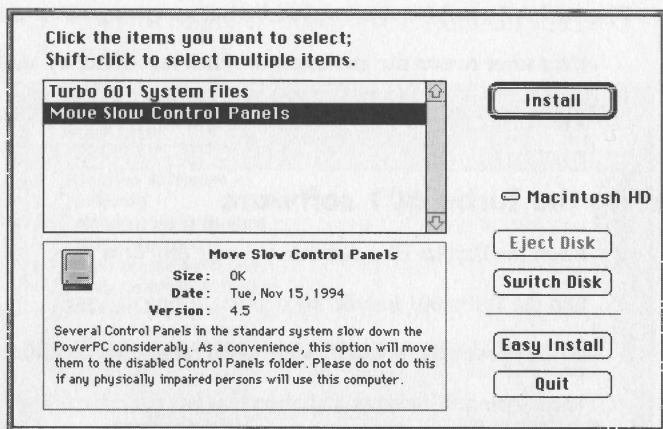 Click the items you want to select;
Shift-click to select multiple items.
Turbo 601 System Files
Move Slow Control Panels
Install
Macintosh HD
Eject Disk
Switch Disk
Easy Install
Quit
Move Slow Control Panels
Size: 0K
Date: Tue, Nov 15, 1994
Version: 4.5
Several Control Panels in the standard system slow down the
PowerPC considerably. As a convenience, this option will move
them to the disabled Control Panels folder. Please do not do this
if any physically impaired persons will use this computer.